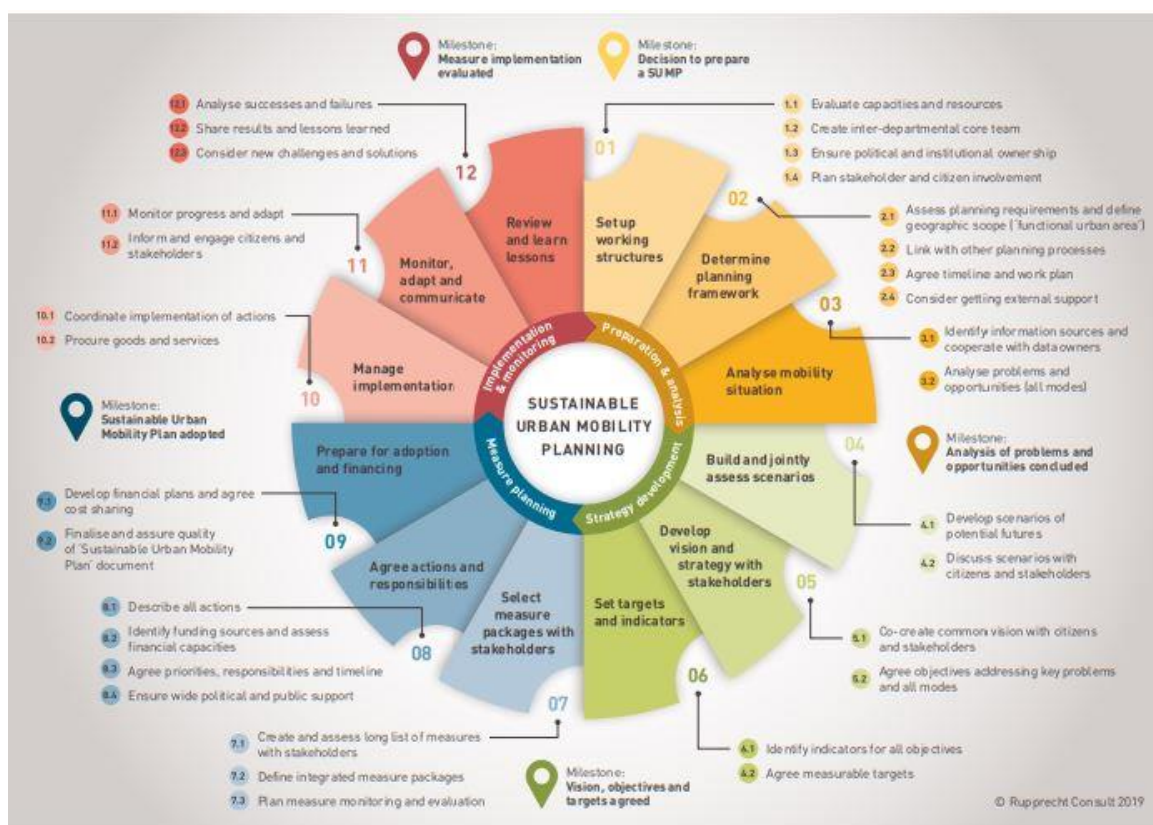 Milestone:
Measure implementation
evaluated
Milestone:
Decision to prepare
a SUMP
12.1 Analyse successes and failures
12.2 Share results and lessons learned
12.3 Consider new challenges and solutions
1.1 Evaluate capacities and resources
1.2 Create inter-departmental core team
1.3 Ensure political and institutional ownership
1.4 Plan stakeholder and citizen involvement
11.1 Monitor progress and adapt
11.2 Inform and engage citizens and
stakeholders
2.1 Assess planning requirements and define
geographic scope ('functional urban area')
2.2 Link with other planning processes
2.3 Agree timeline and work plan
2.4 Consider getting external support
10.1 Coordinate implementation of actions
10.2 Procure goods and services
3.1 Identify information sources and
cooperate with data owners
3.2 Analyse problems and
opportunities (all modes)
Milestone:
Sustainable Urban
Mobility Plan adopted
Milestone:
Analysis of problems and
opportunities concluded
01
Set up
working
structures
02
Determine
planning
framework
03
Analyse mobility
situation
04
Build and jointly
assess scenarios
05
Develop
vision and
strategy with
stakeholders
06
Set targets
and indicators
07
Select
measure
packages with
stakeholders
08
Agree actions and
responsibilities
09
Prepare for adoption
and financing
10
Manage
implementation
11
Monitor,
adapt and
communicate
12
Review
and learn
lessons
Preparation & analysis
Strategy development
Measure planning
Implementation
& monitoring
SUSTAINABLE
URBAN MOBILITY
PLANNING
9.1 Develop financial plans and agree
cost sharing
9.2 Finalise and assure quality
of 'Sustainable Urban Mobility
Plan' document
4.1 Develop scenarios of
potential futures
4.2 Discuss scenarios with
citizens and stakeholders
8.1 Describe all actions
8.2 Identify funding sources and assess
financial capacities
8.3 Agree priorities, responsibilities and timeline
8.4 Ensure wide political and public support
5.1 Co-create common vision with citizens
and stakeholders
5.2 Agree objectives addressing key problems
and all modes
7.1 Create and assess long list of measures
with stakeholders
7.2 Define integrated measure packages
7.3 Plan measure monitoring and evaluation
6.1 Identify indicators for all objectives
6.2 Agree measurable targets
Milestone:
Vision, objectives and
targets agreed
© Rupprecht Consult 2019